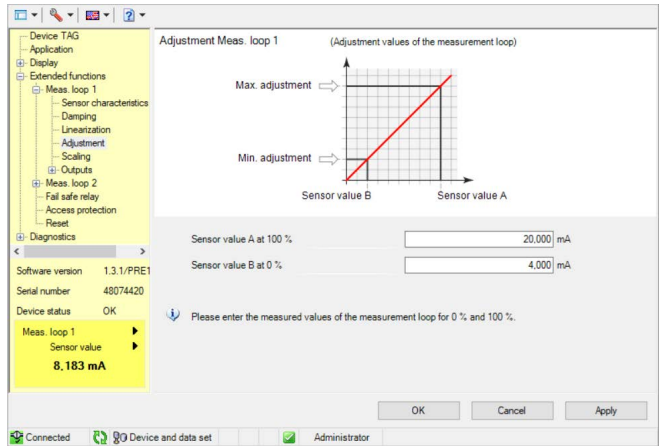 Device TAG
Application
Display
Extended functions
Meas. loop 1
Sensor characteristics
Damping
Linearization
Adjustment
Scaling
Outputs
Meas. loop 2
Fail safe relay
Access protection
Reset
Diagnostics
Software version 1.3.1/PRE1
Serial number 48074420
Device status OK
Meas. loop 1
Sensor value
8,183 mA
Adjustment Meas. loop 1 (Adjustment values of the measurement loop)
Max. adjustment
Min. adjustment
Sensor value B Sensor value A
Sensor value A at 100 % 20,000 mA
Sensor value B at 0 % 4,000 mA
Please enter the measured values of the measurement loop for 0 % and 100 %.
OK Cancel Apply
Connected Device and data set Administrator